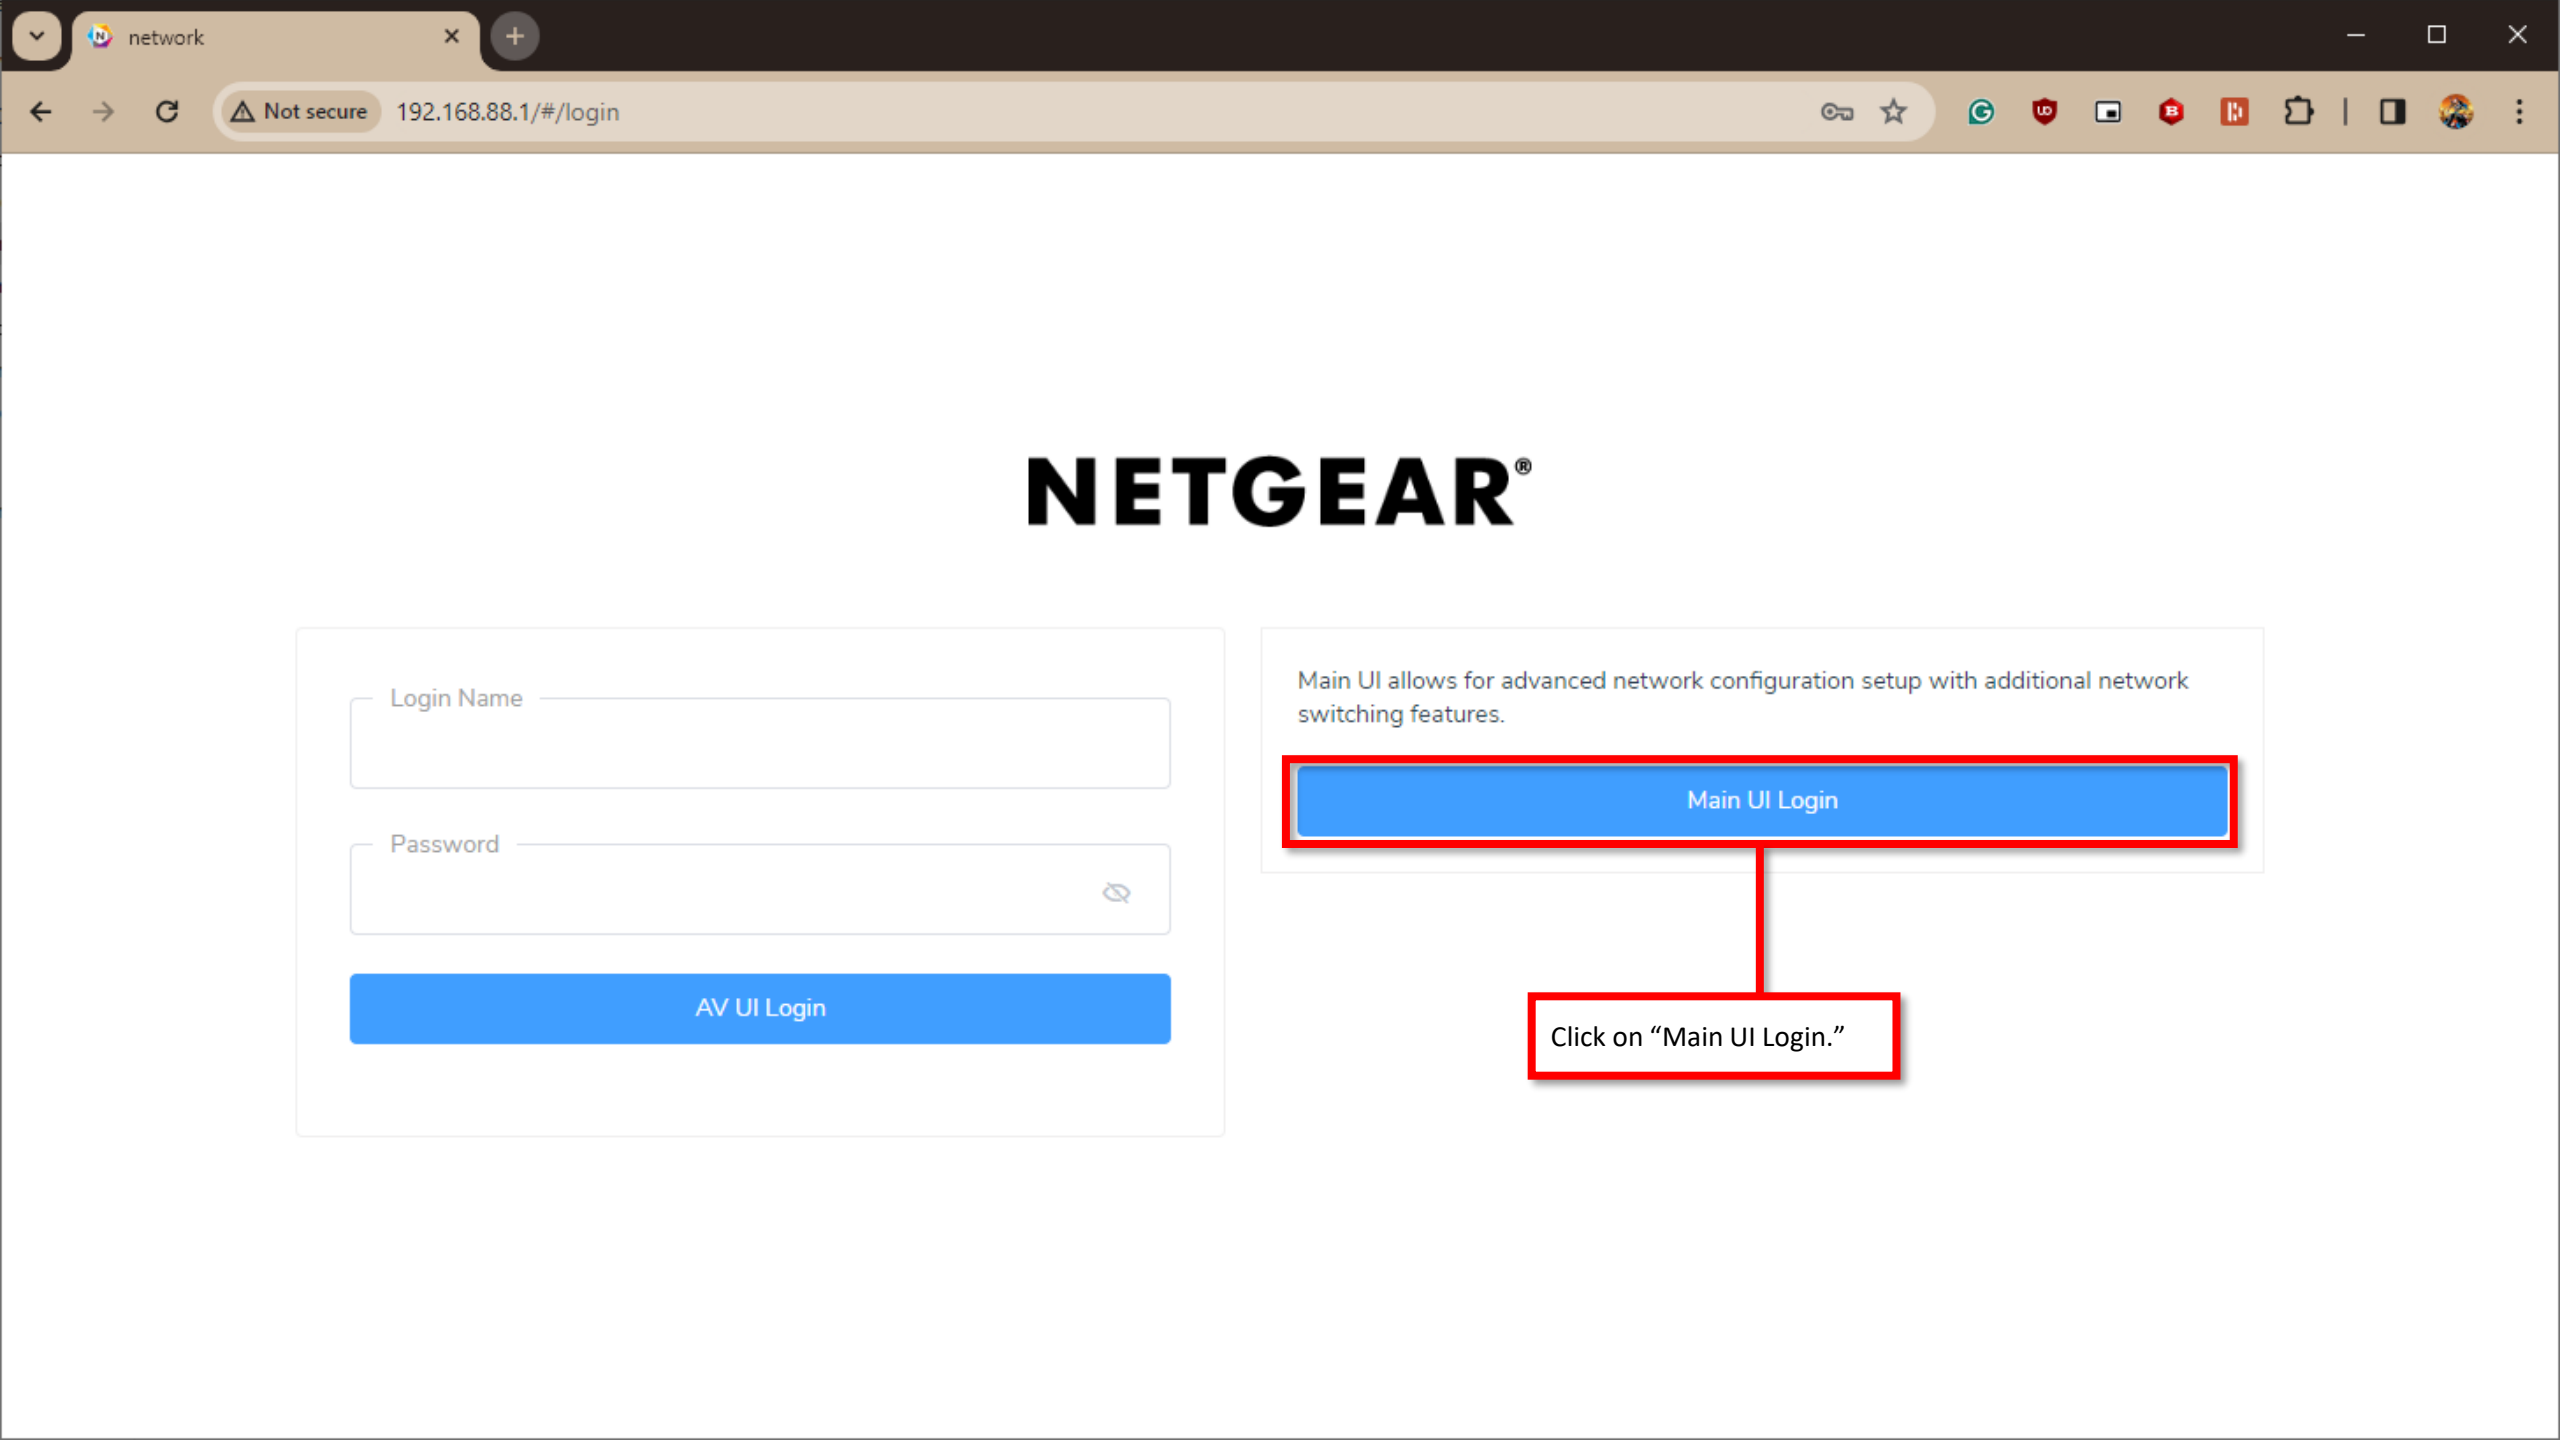 network
Not secure 192.168.88.1/#/login
NETGEAR®
Login Name
Password
AV UI Login
Main UI allows for advanced network configuration setup with additional network
switching features.
Main UI Login
Click on “Main UI Login.”